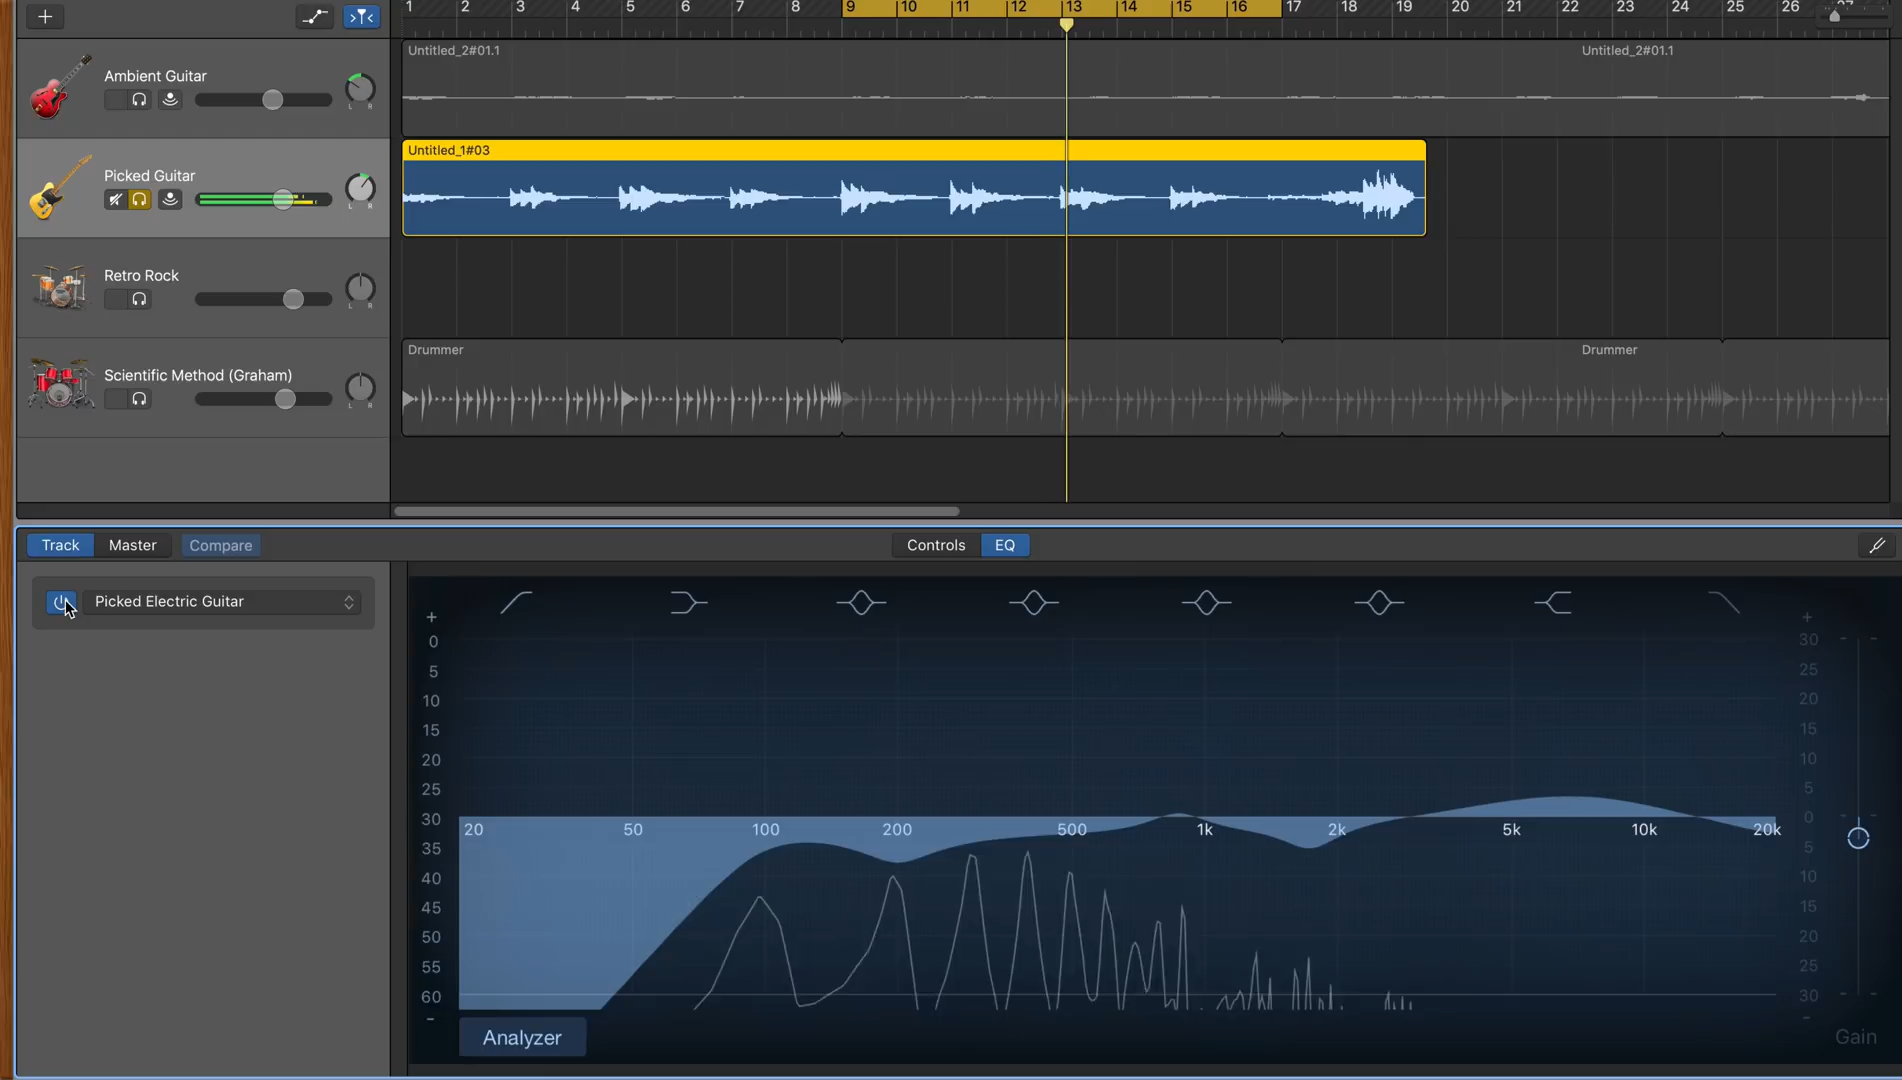 1 2 3 4 5 6 7 8 9 10 11 12 13 14 15 16 17 18 19 20 21 22 23 24 25 26 27
Ambient Guitar
L R
Untitled_2#01.1 Untitled_2#01.1
Picked Guitar
L R
Untitled_1#03
Retro Rock
L R
Scientific Method (Graham)
L R
Drummer Drummer
Track Master Compare Controls EQ
Picked Electric Guitar
+ +
0 30
5 25
10 20
15 15
20 10
25 5
30 0
20 50 100 200 500 1k 2k 5k 10k 20k
35 5
40 10
45 15
50 20
55 25
60 30
- -
Analyzer Gain